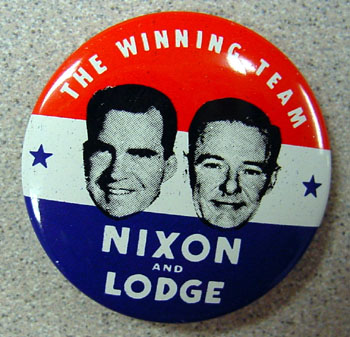 THE WINNING TEAM
NIXON
AND
LODGE